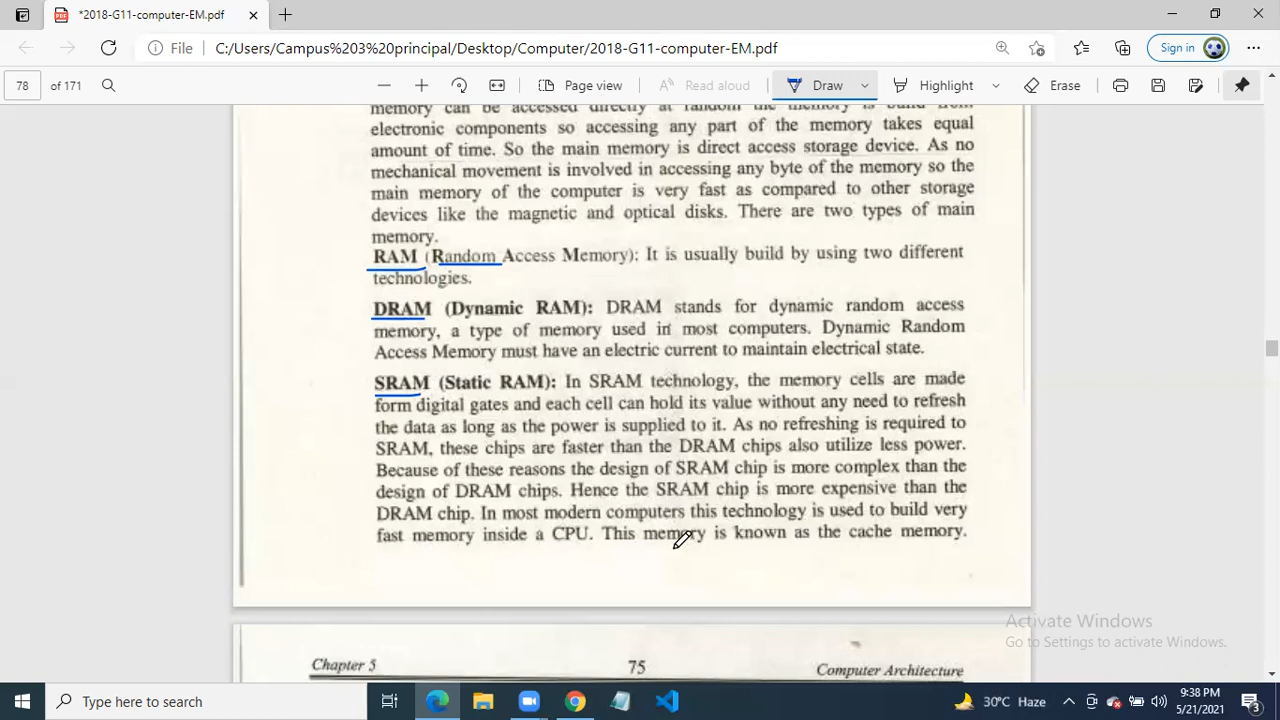 *2018-G11-computer-EM.pdf
File C:/Users/Campus%203%20principal/Desktop/Computer/2018-G11-computer-EM.pdf Sign in
78 of 171 Page view Read aloud Draw Highlight Erase
memory can be accessed directly at random the memory is build from
electronic components so accessing any part of the memory takes equal
amount of time. So the main memory is direct access storage device. As no
mechanical movement is involved in accessing any byte of the memory so the
main memory of the computer is very fast as compared to other storage
devices like the magnetic and optical disks. There are two types of main
memory.
RAM (Random Access Memory): It is usually build by using two different
technologies.
DRAM (Dynamic RAM): DRAM stands for dynamic random access
memory, a type of memory used in most computers. Dynamic Random
Access Memory must have an electric current to maintain electrical state.
SRAM (Static RAM): In SRAM technology, the memory cells are made
form digital gates and each cell can hold its value without any need to refresh
the data as long as the power is supplied to it. As no refreshing is required to
SRAM, these chips are faster than the DRAM chips also utilize less power.
Because of these reasons the design of SRAM chip is more complex than the
design of DRAM chips. Hence the SRAM chip is more expensive than the
DRAM chip. In most modern computers this technology is used to build very
fast memory inside a CPU. This memory is known as the cache memory.
Activate Windows
Go to Settings to activate Windows.
Chapter 5 75 Computer Architecture
Type here to search 30°C Haze 9:38 PM
5/21/2021 3